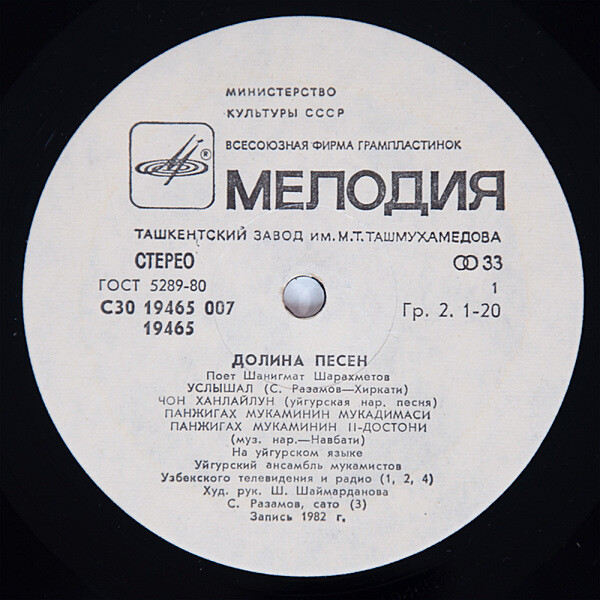 МИНИСТЕРСТВО
КУЛЬТУРЫ СССР
ВСЕСОЮЗНАЯ ФИРМА ГРАМПЛАСТИНОК
®
МЕЛОДИЯ
ТАШКЕНТСКИЙ ЗАВОД ИМ. М.Т.ТАШМУХАМЕДОВА
СТЕРЕО 33
ГОСТ 5289-80 1
С30 19465 007 Гр. 2. 1-20
19465
ДОЛИНА ПЕСЕН
Поет Шанигмат Шарахметов
УСЛЫШАЛ (С. Разамов—Хиркати)
ЧОН ХАНЛАЙЛУН (уйгурская нар. песня)
ПАНЖИГАХ МУКАМИНИН МУКАДИМАСИ
ПАНЖИГАХ МУКАМИНИН II-ДОСТОНИ
(муз. нар.—Навбати)
На уйгурском языке
Уйгурский ансамбль мукамистов
Узбекского телевидения и радио (1, 2, 4)
Худ. рук. Ш. Шаймарданова
С. Разамов, сато (3)
Запись 1982 г.